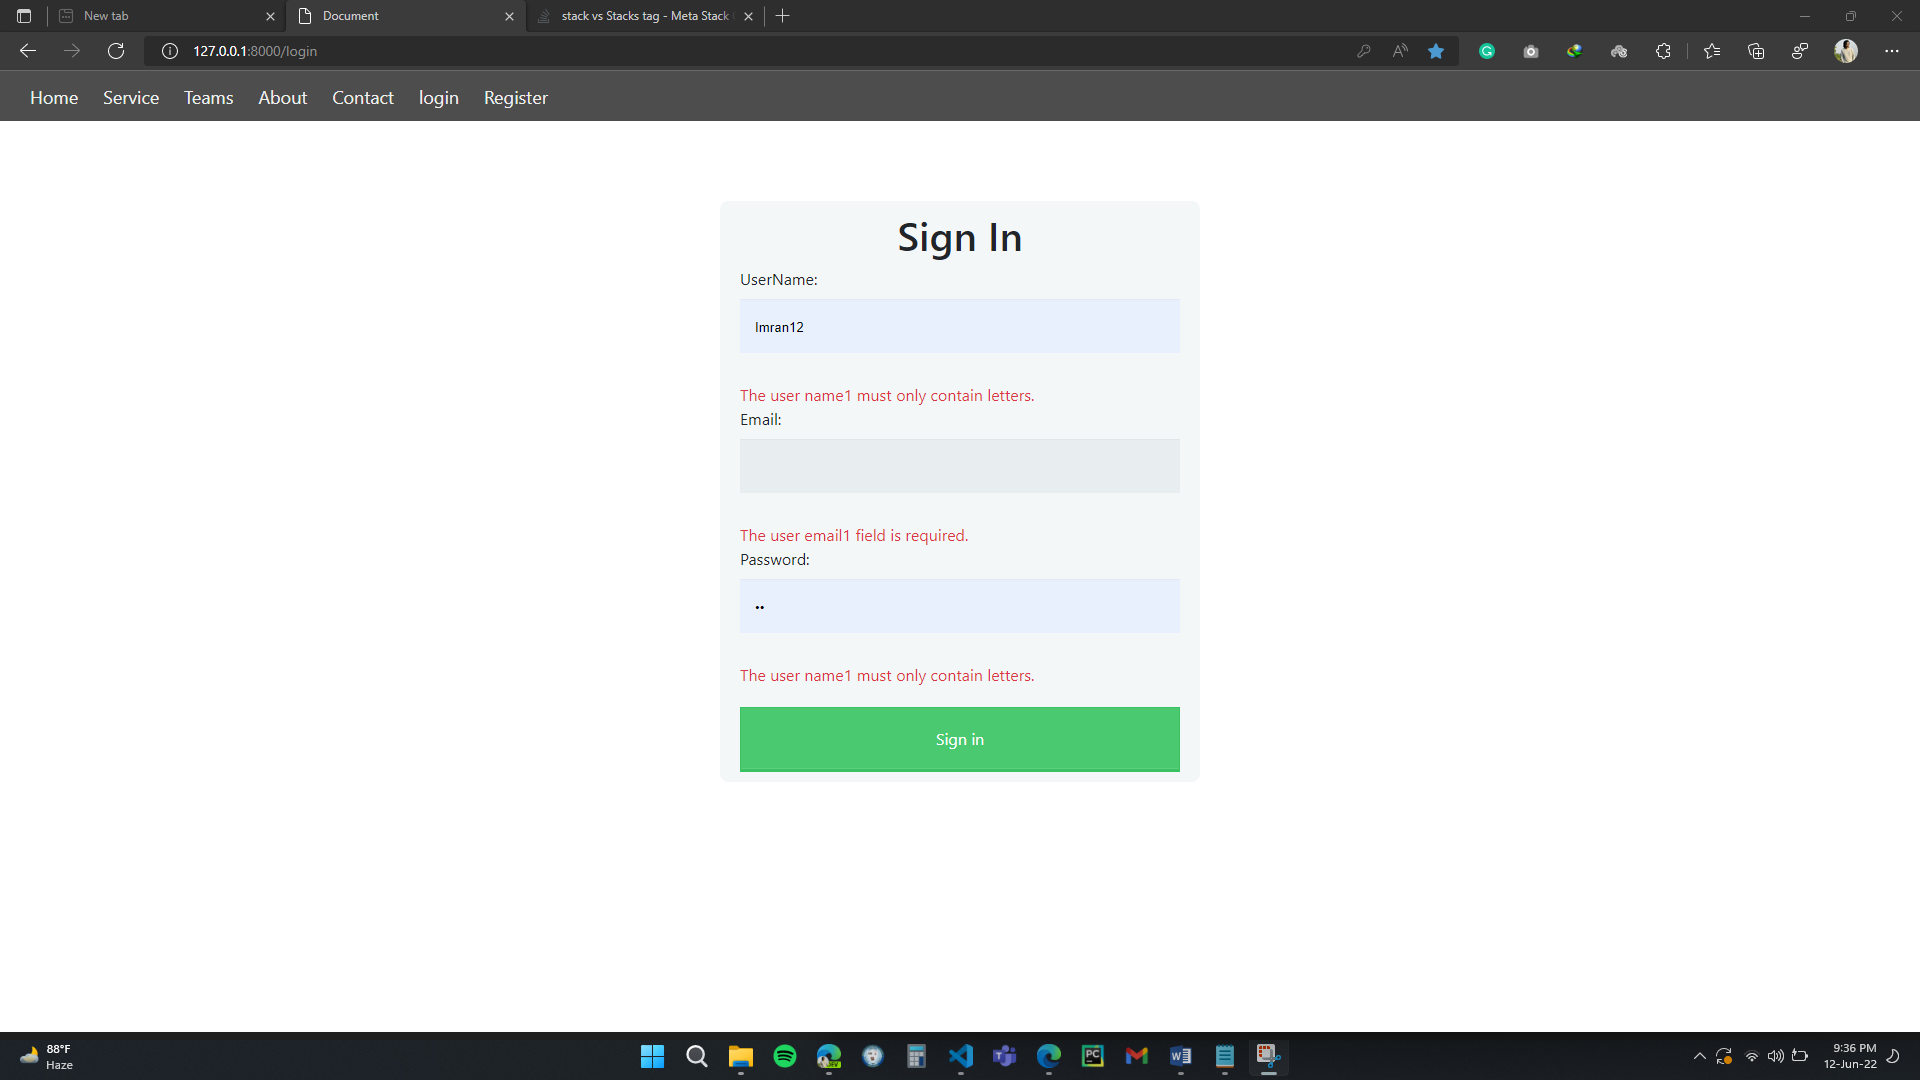 New tab
Document
stack vs Stacks tag - Meta Stack
127.0.0.1:8000/login
Home Service Teams About Contact login Register
Sign In
UserName:
Imran12
The user name1 must only contain letters.
Email:
The user email1 field is required.
Password:
••
The user name1 must only contain letters.
Sign in
88°F
Haze
9:36 PM
12-Jun-22